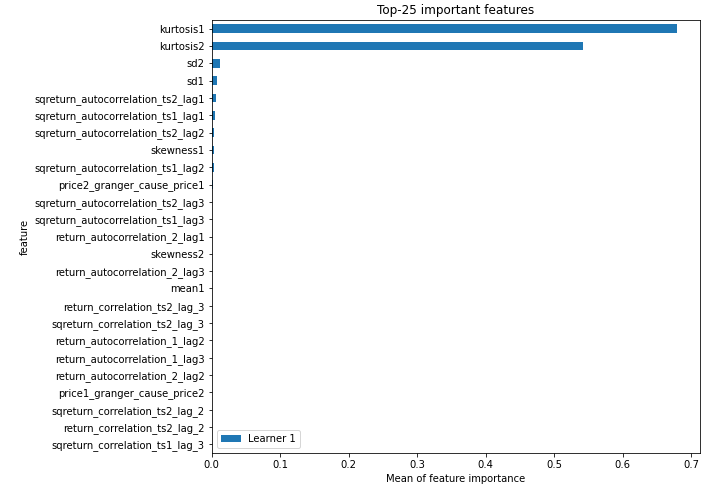 Top-25 important features
kurtosis1
kurtosis2
sd2
sd1
sqreturn_autocorrelation_ts2_lag1
sqreturn_autocorrelation_ts1_lag1
sqreturn_autocorrelation_ts2_lag2
skewness1
sqreturn_autocorrelation_ts1_lag2
price2_granger_cause_price1
sqreturn_autocorrelation_ts2_lag3
sqreturn_autocorrelation_ts1_lag3
return_autocorrelation_2_lag1
skewness2
return_autocorrelation_2_lag3
mean1
return_correlation_ts2_lag_3
sqreturn_correlation_ts2_lag_3
return_autocorrelation_1_lag2
return_autocorrelation_1_lag3
return_autocorrelation_2_lag2
price1_granger_cause_price2
sqreturn_correlation_ts2_lag_2
return_correlation_ts2_lag_2
sqreturn_correlation_ts1_lag_3
feature
Learner 1
0.0 0.1 0.2 0.3 0.4 0.5 0.6 0.7
Mean of feature importance